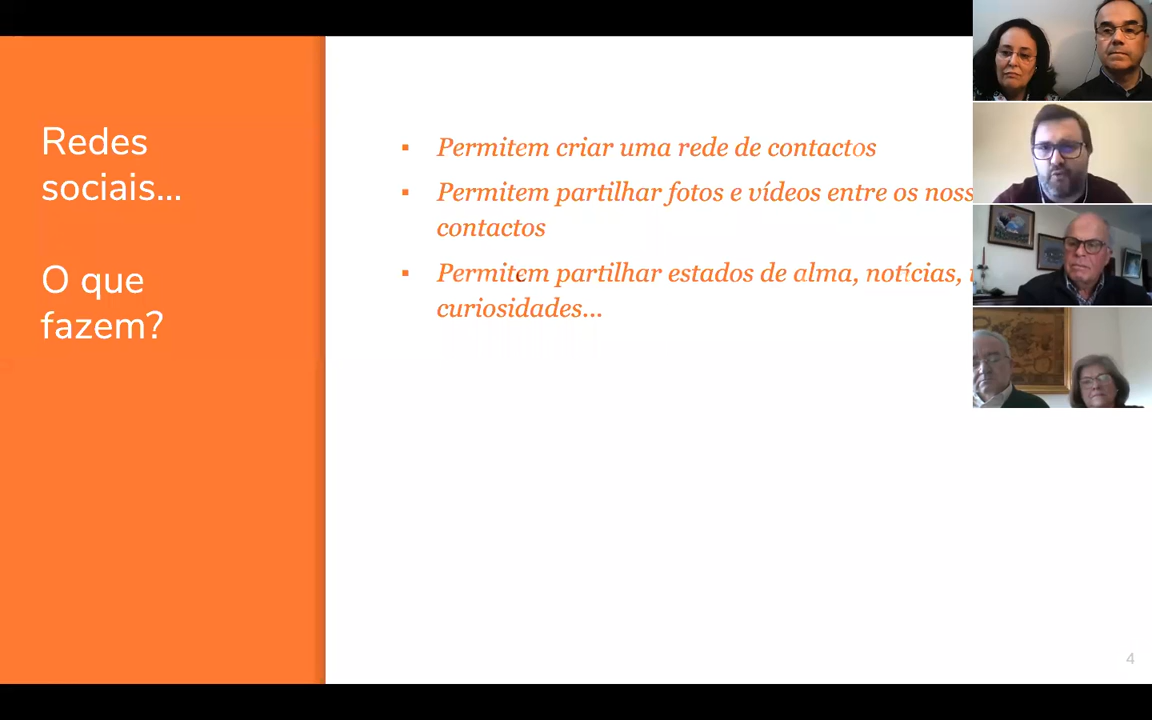 Redes
sociais...
O que
fazem?
Permitem criar uma rede de contactos
Permitem partilhar fotos e vídeos entre os
contactos
Permitem partilhar estados de alma, notícias,
curiosidades...
4